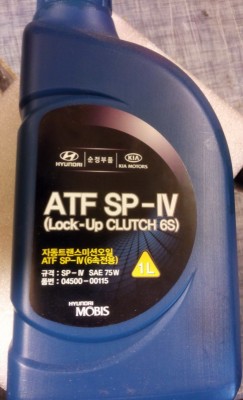 HYUNDAI 순정부품 KIA
KIA MOTORS
ATF SP-IV
(Lock-Up CLUTCH 6S)
자동트랜스미션오일
ATF SP-IV(6속전용)
1L
규격 : SP-IV SAE 75W
품번 : 04500-00115
HYUNDAI
MOBIS